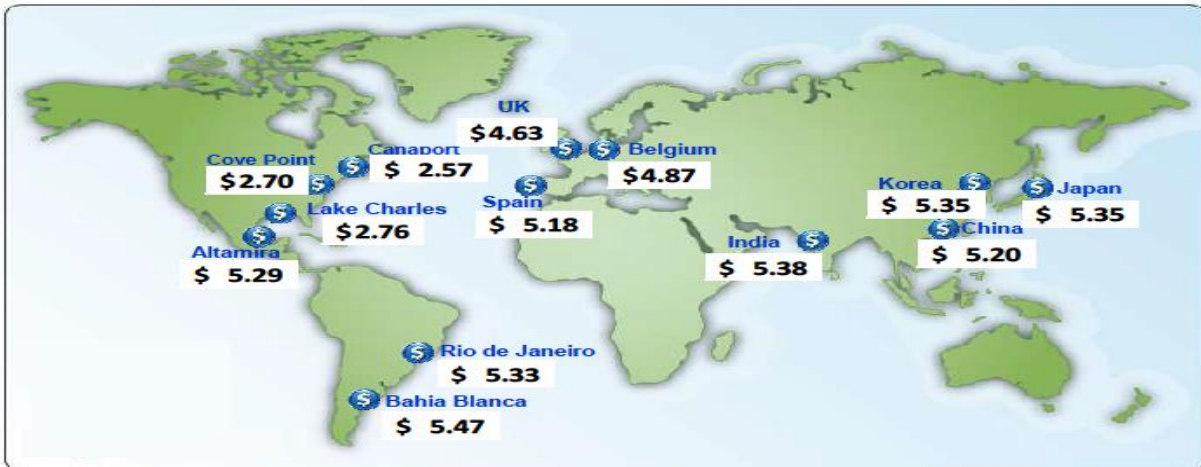 UK
$4.63
Canaport
$ 2.57
Cove Point
$2.70
Belgium
$4.87
Korea
$ 5.35
Japan
$ 5.35
Spain
$ 5.18
Lake Charles
$2.76
China
$ 5.20
India
$ 5.38
Altamira
$ 5.29
Rio de Janeiro
$ 5.33
Bahia Blanca
$ 5.47